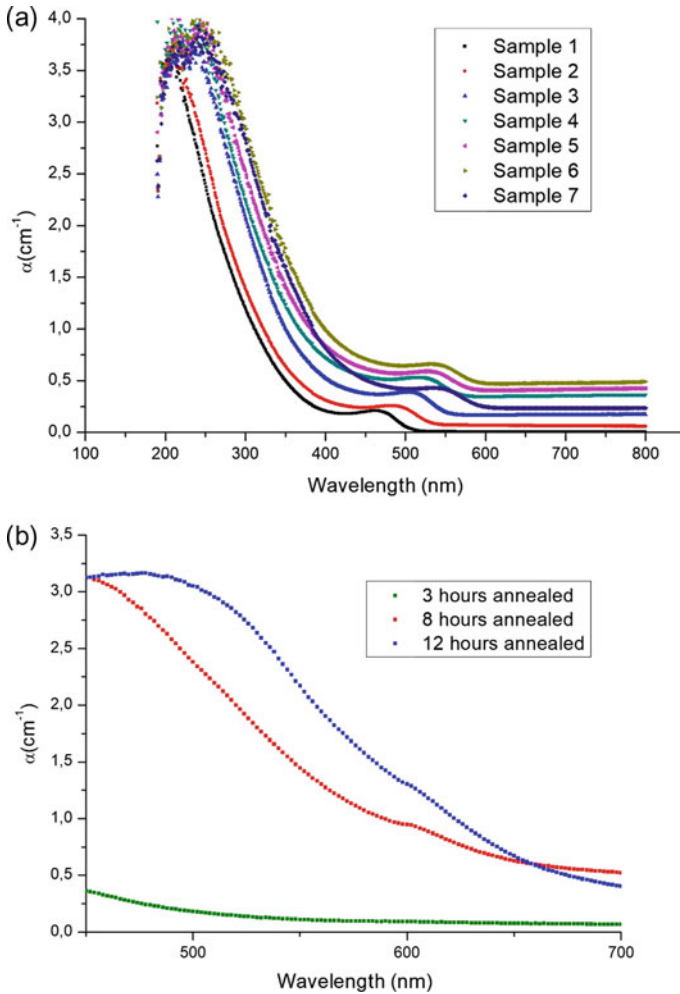 (a)
4,0
3,5
3,0
2,5
2,0
1,5
1,0
0,5
0,0
α(cm⁻¹)
Sample 1
Sample 2
Sample 3
Sample 4
Sample 5
Sample 6
Sample 7
100 200 300 400 500 600 700 800
Wavelength (nm)
(b)
3,5
3,0
2,5
2,0
1,5
1,0
0,5
0,0
α(cm⁻¹)
3 hours annealed
8 hours annealed
12 hours annealed
500 600 700
Wavelength (nm)